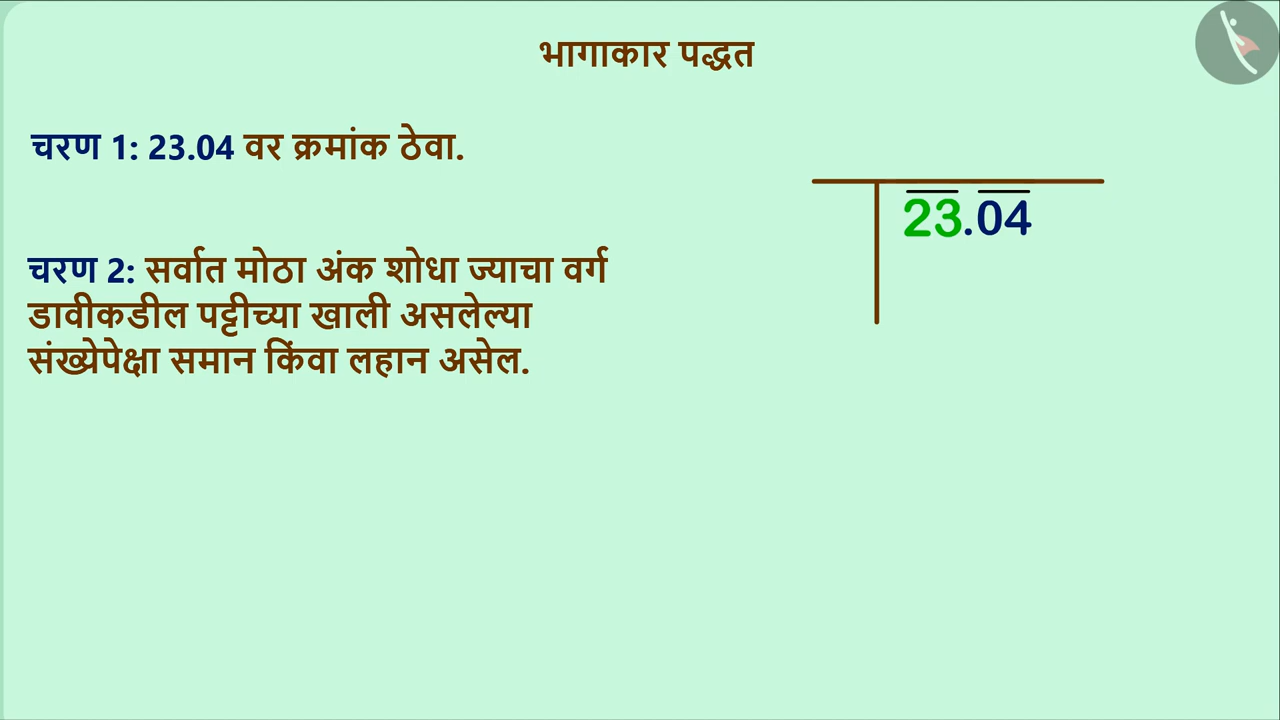 भागाकार पद्धत
चरण 1: 23.04 वर क्रमांक ठेवा.
23.04
चरण 2: सर्वात मोठा अंक शोधा ज्याचा वर्ग
डावीकडील पट्टीच्या खाली असलेल्या
संख्येपेक्षा समान किंवा लहान असेल.